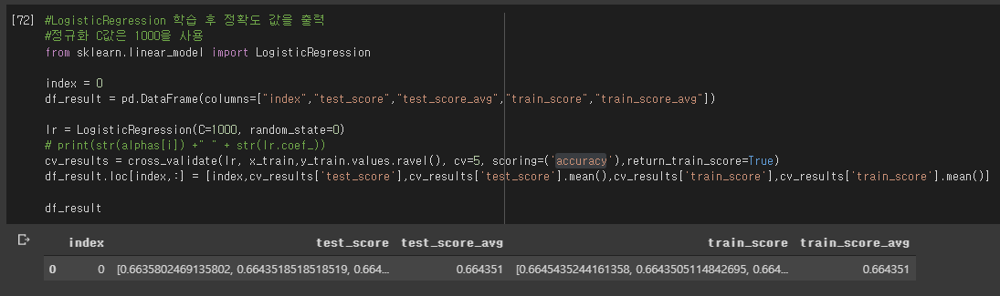 [72] #LogisticRegression 학습 후 정확도 값을 출력
#정규화 C값은 1000을 사용
from sklearn.linear_model import LogisticRegression
index = 0
df_result = pd.DataFrame(columns=["index","test_score","test_score_avg","train_score","train_score_avg"])
lr = LogisticRegression(C=1000, random_state=0)
# print(str(alphas[i]) +" " + str(lr.coef_))
cv_results = cross_validate(lr, x_train,y_train.values.ravel(), cv=5, scoring=('accuracy'),return_train_score=True)
df_result.loc[index,:] = [index,cv_results['test_score'],cv_results['test_score'].mean(),cv_results['train_score'],cv_results['train_score'].mean()]
df_result
index test_score test_score_avg train_score train_score_avg
0 0 [0.6635802469135802, 0.6643518518518519, 0.664... 0.664351 [0.6645435244161358, 0.6643505114842695, 0.664... 0.664351